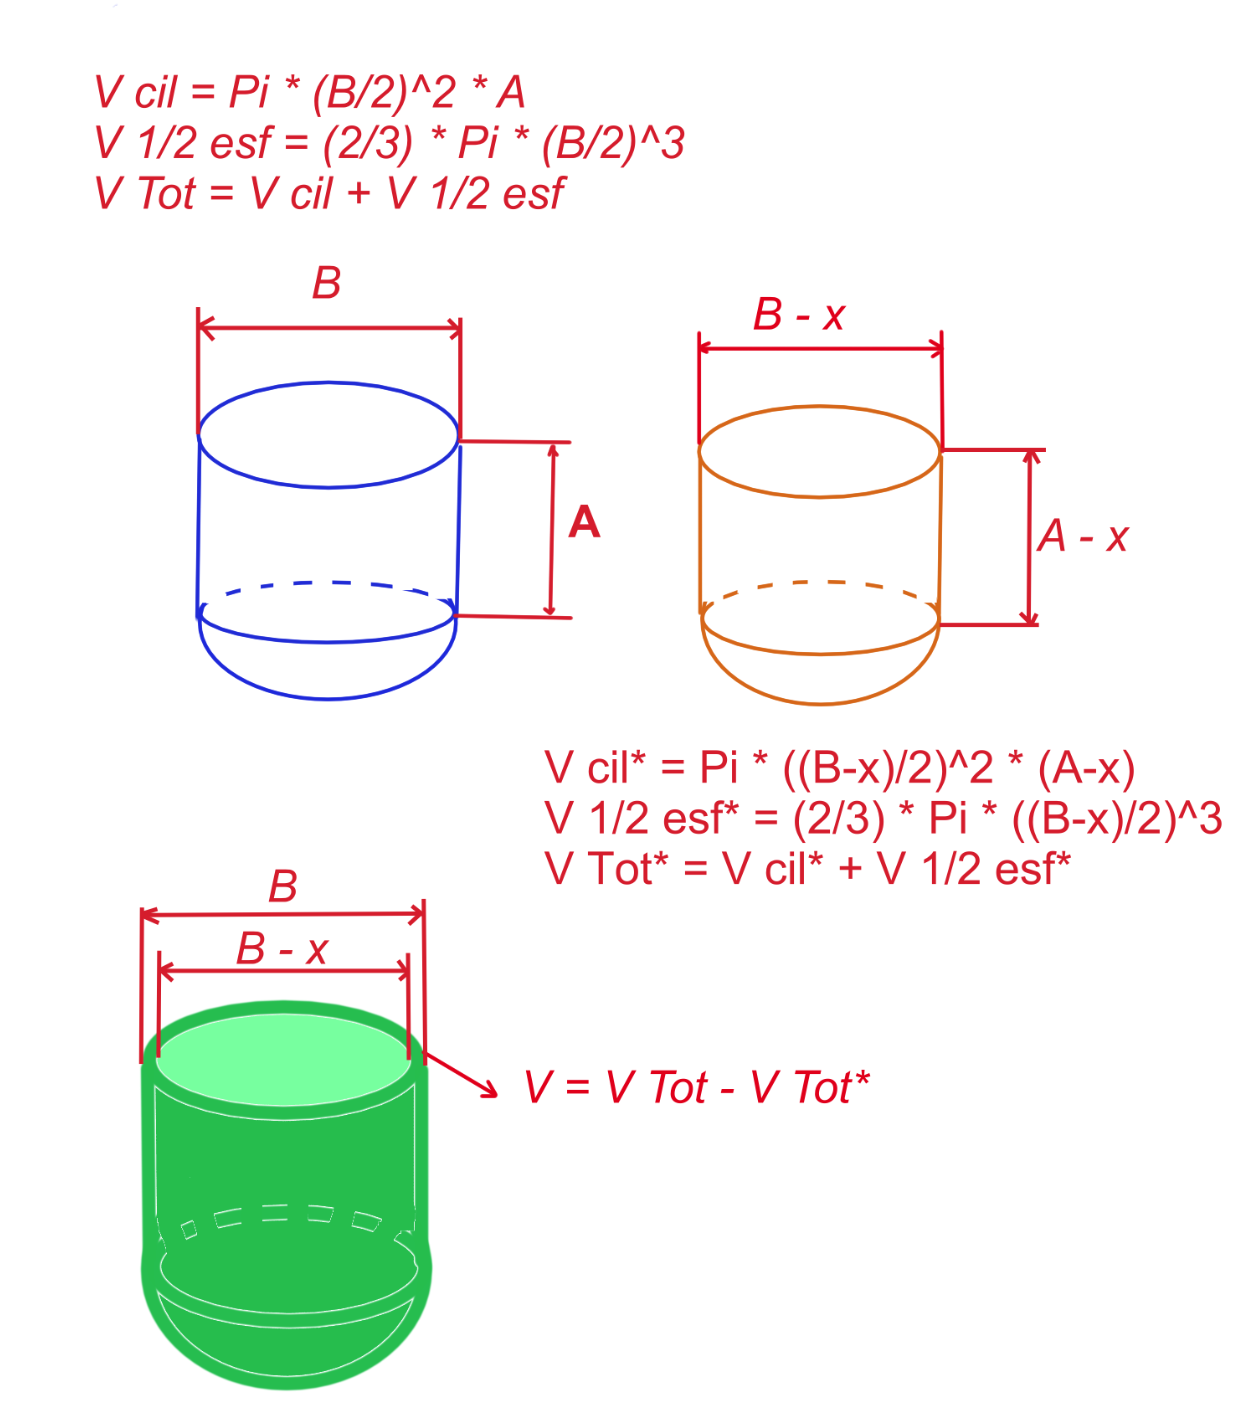 V cil = Pi * (B/2)^2 * A
V 1/2 esf = (2/3) * Pi * (B/2)^3
V Tot = V cil + V 1/2 esf
B
B - x
A
A - x
V cil* = Pi * ((B-x)/2)^2 * (A-x)
V 1/2 esf* = (2/3) * Pi * ((B-x)/2)^3
V Tot* = V cil* + V 1/2 esf*
B
B - x
V = V Tot - V Tot*